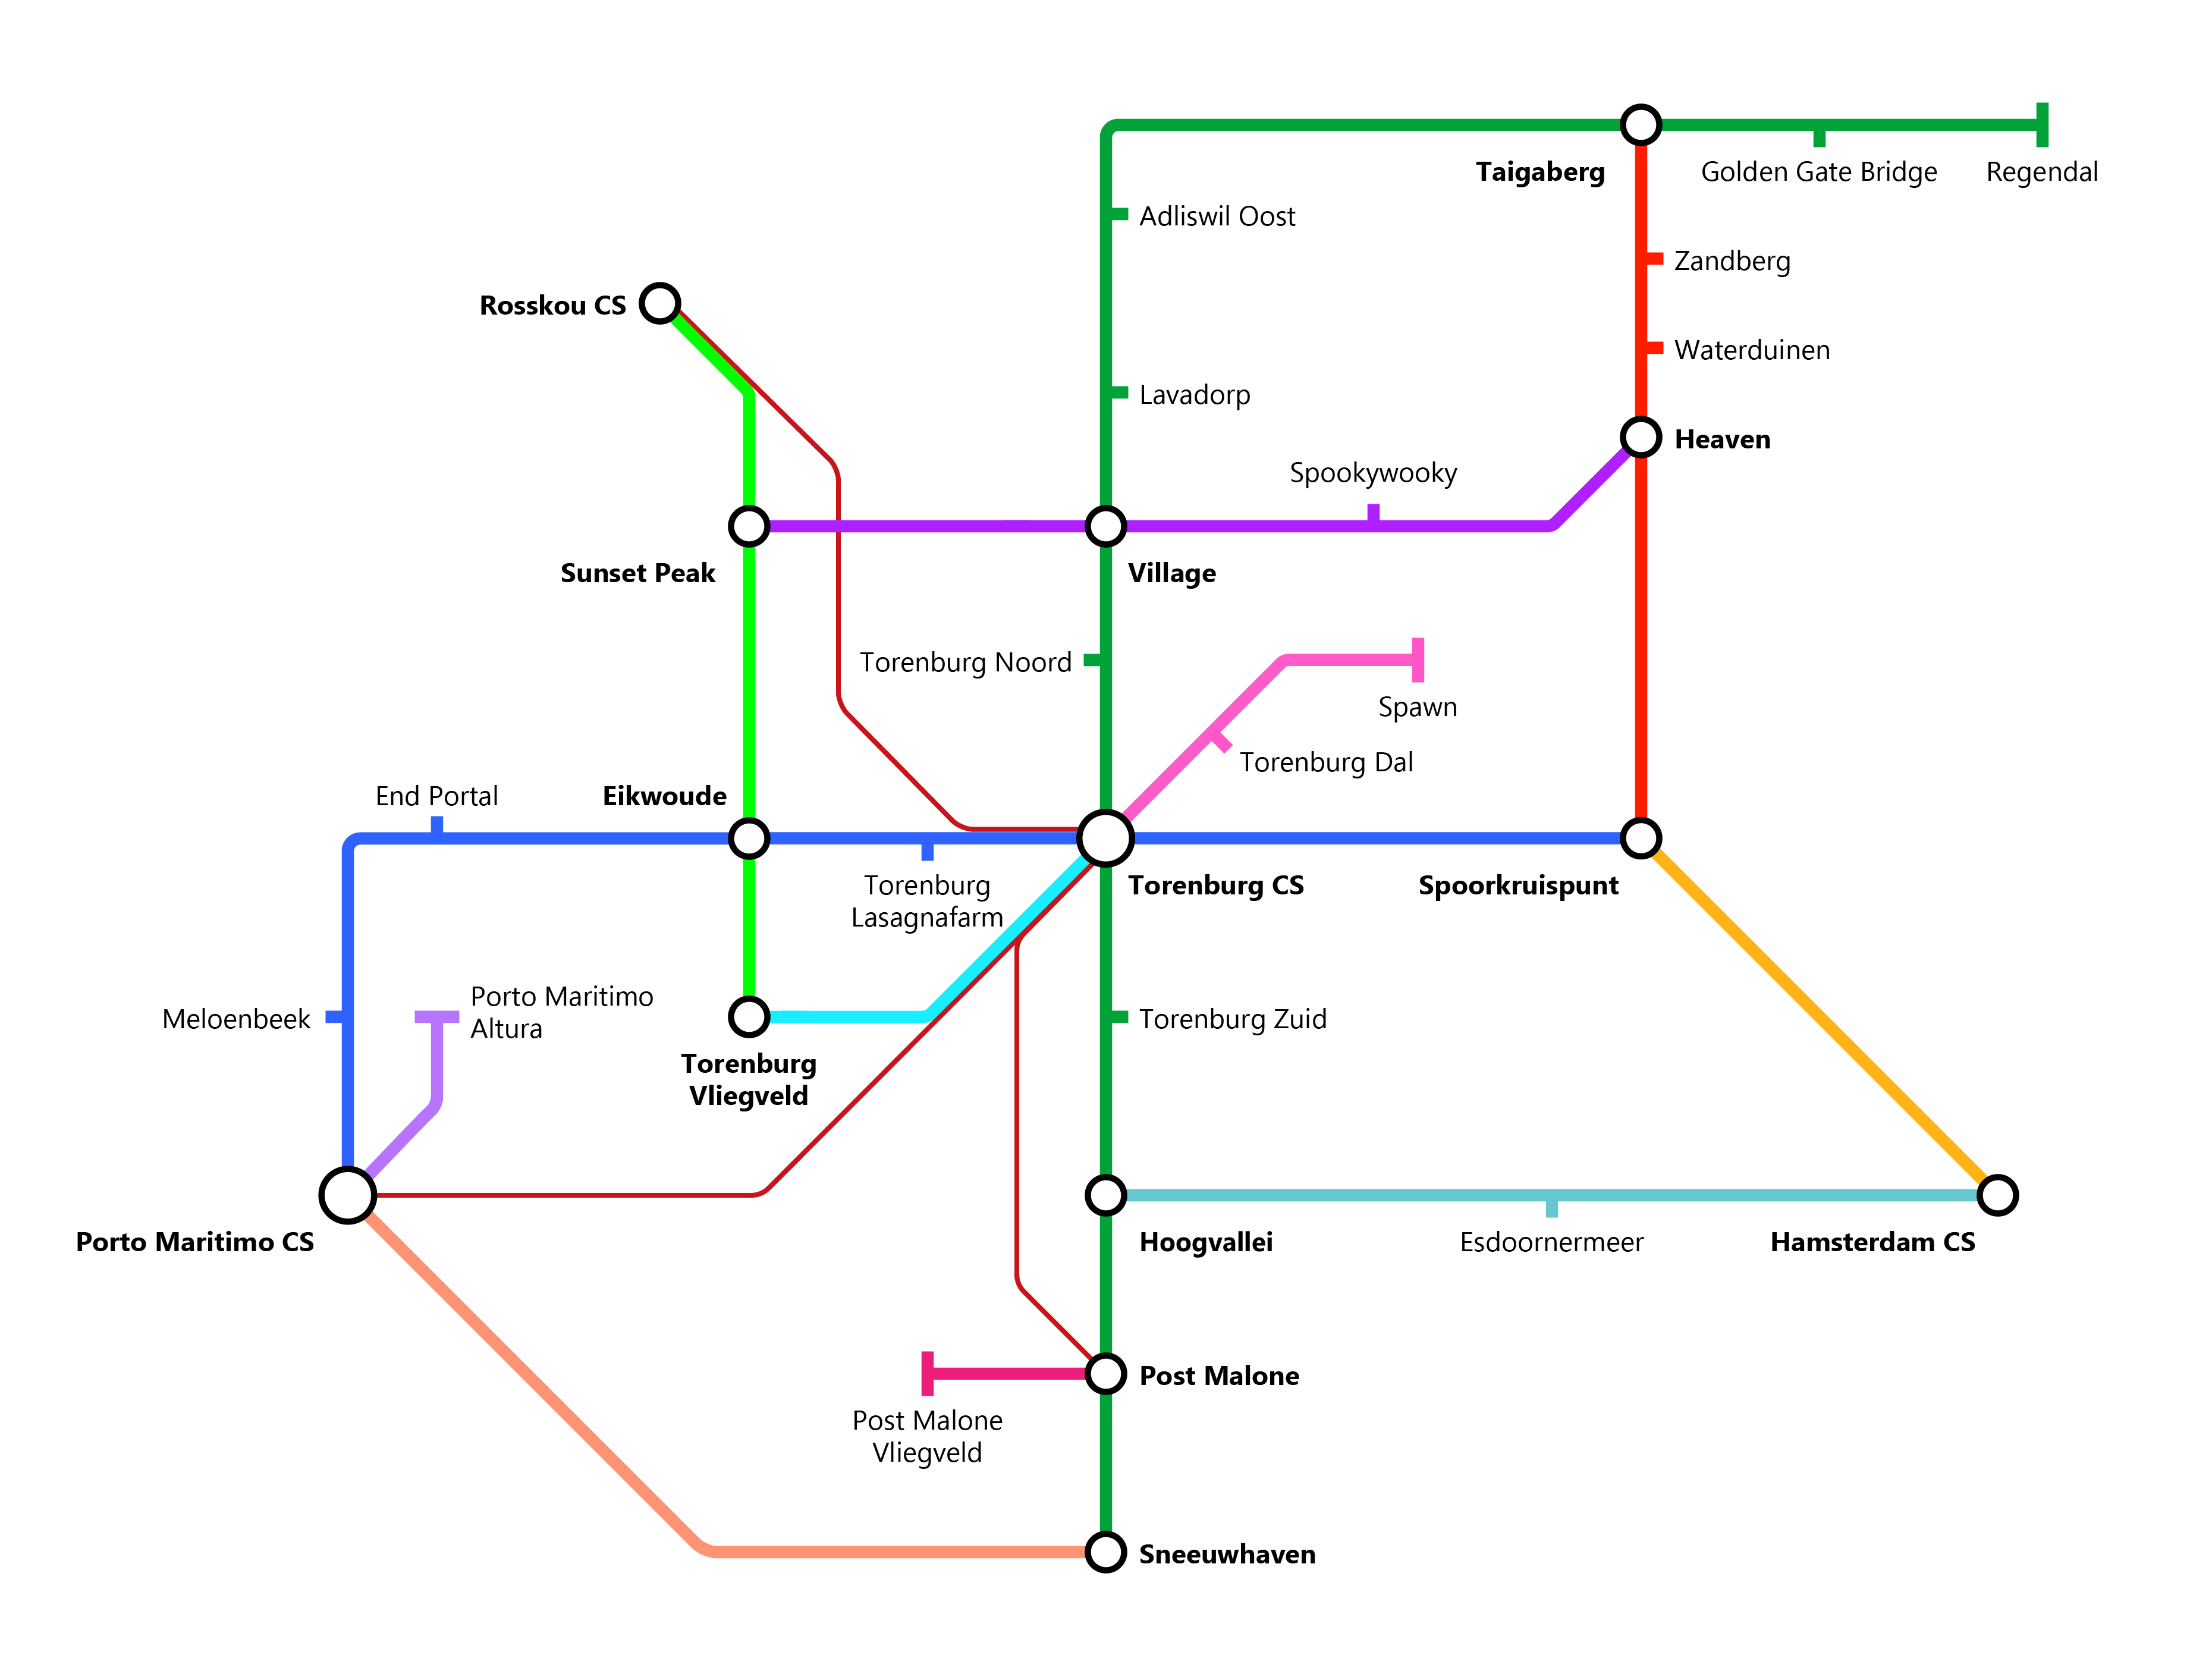 Taigaberg
Golden Gate Bridge
Regendal
Adliswil Oost
Zandberg
Rosskou CS
Waterduinen
Lavadorp
Heaven
Spookywooky
Sunset Peak
Village
Torenburg Noord
Spawn
Torenburg Dal
End Portal
Eikwoude
Torenburg
Lasagnafarm
Torenburg CS
Spoorkruispunt
Porto Maritimo
Altura
Meloenbeek
Torenburg Zuid
Torenburg
Vliegveld
Porto Maritimo CS
Hoogvallei
Esdoornermeer
Hamsterdam CS
Post Malone
Post Malone
Vliegveld
Sneeuwhaven